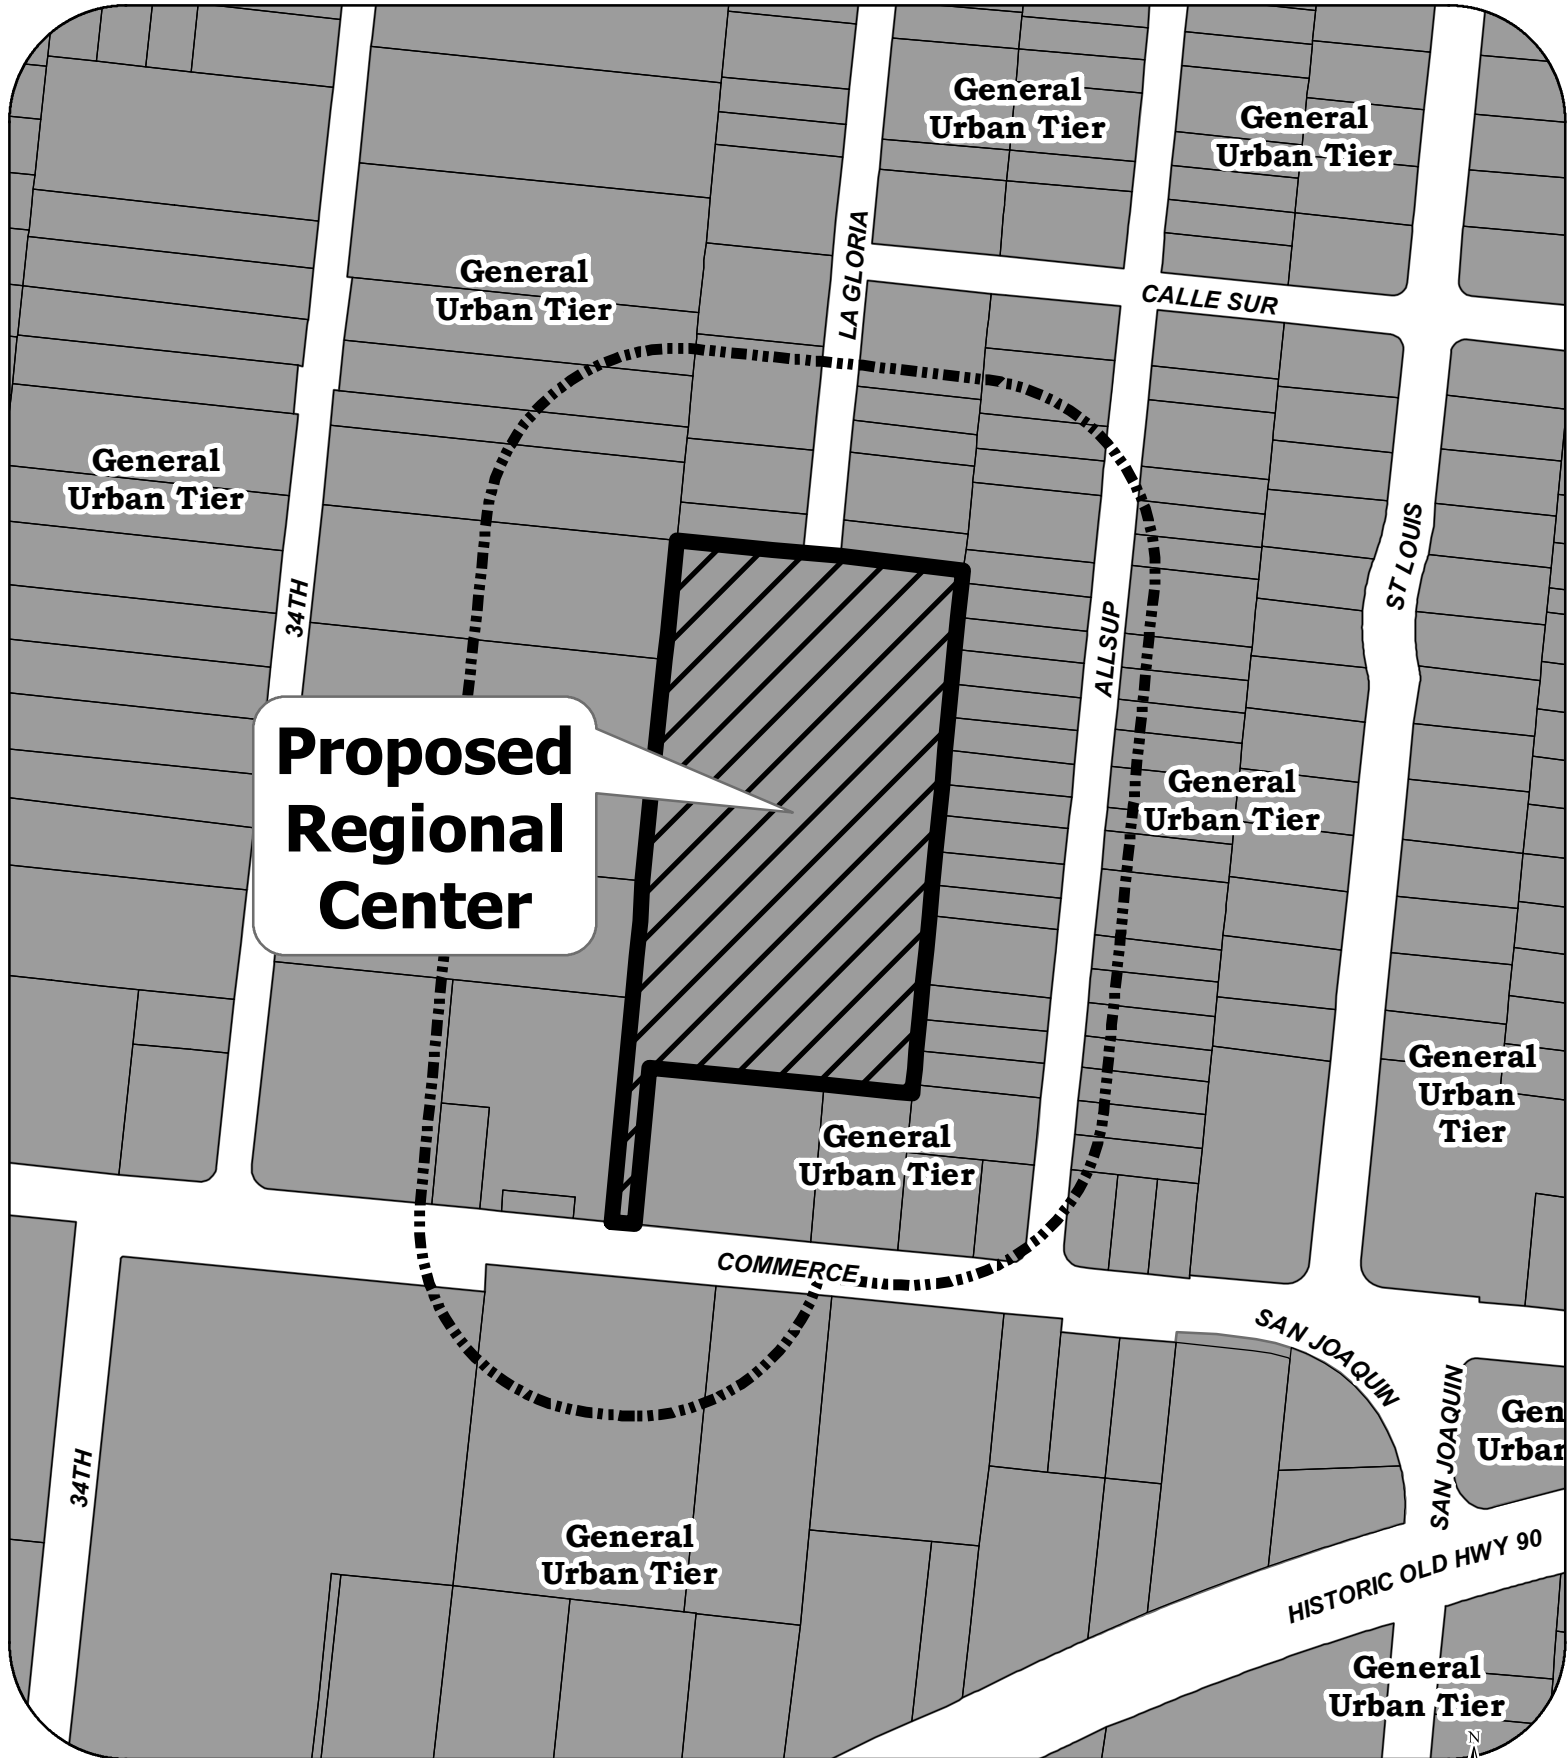 General
Urban Tier
General
Urban Tier
LA GLORIA
General
Urban Tier
CALLE SUR
General
Urban Tier
ST LOUIS
34TH
ALLSUP
Proposed
Regional
Center
General
Urban Tier
General
Urban
Tier
General
Urban Tier
COMMERCE
SAN JOAQUIN
SAN JOAQUIN
Gen
Urban
34TH
General
Urban Tier
HISTORIC OLD HWY 90
General
Urban Tier
N